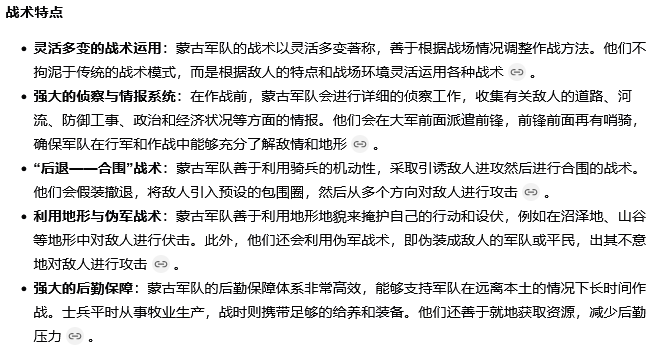 战术特点
• 灵活多变的战术运用：蒙古军队的战术以灵活多变著称，善于根据战场情况调整作战方法。他们不
拘泥于传统的战术模式，而是根据敌人的特点和战场环境灵活运用各种战术 。
• 强大的侦察与情报系统：在作战前，蒙古军队会进行详细的侦察工作，收集有关敌人的道路、河
流、防御工事、政治和经济状况等方面的情报。他们会在大军前面派遣前锋，前锋前面再有哨骑，
确保军队在行军和作战中能够充分了解敌情和地形 。
• “后退——合围”战术：蒙古军队善于利用骑兵的机动性，采取引诱敌人进攻然后进行合围的战术。
他们会假装撤退，将敌人引入预设的包围圈，然后从多个方向对敌人进行攻击 。
• 利用地形与伪军战术：蒙古军队善于利用地形地貌来掩护自己的行动和设伏，例如在沼泽地、山谷
等地形中对敌人进行伏击。此外，他们还会利用伪军战术，即伪装成敌人的军队或平民，出其不意
地对敌人进行攻击 。
• 强大的后勤保障：蒙古军队的后勤保障体系非常高效，能够支持军队在远离本土的情况下长时间作
战。士兵平时从事牧业生产，战时则携带足够的给养和装备。他们还善于就地获取资源，减少后勤
压力 。